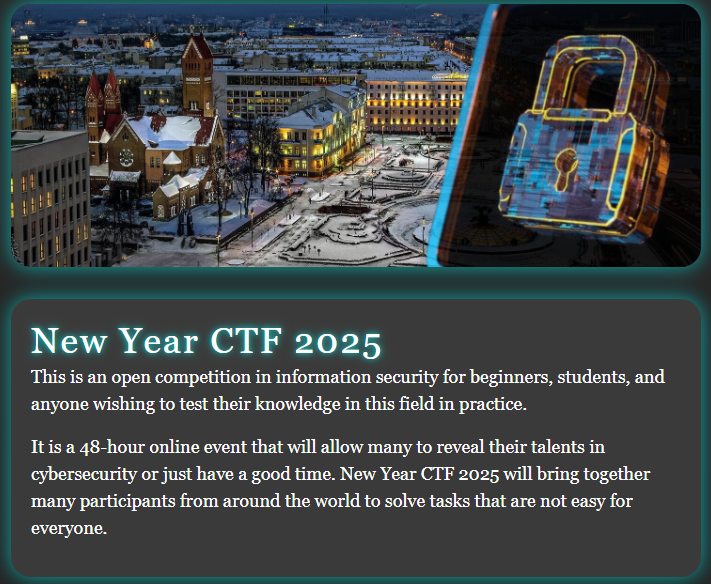 New Year CTF 2025
This is an open competition in information security for beginners, students, and
anyone wishing to test their knowledge in this field in practice.
It is a 48-hour online event that will allow many to reveal their talents in
cybersecurity or just have a good time. New Year CTF 2025 will bring together
many participants from around the world to solve tasks that are not easy for
everyone.